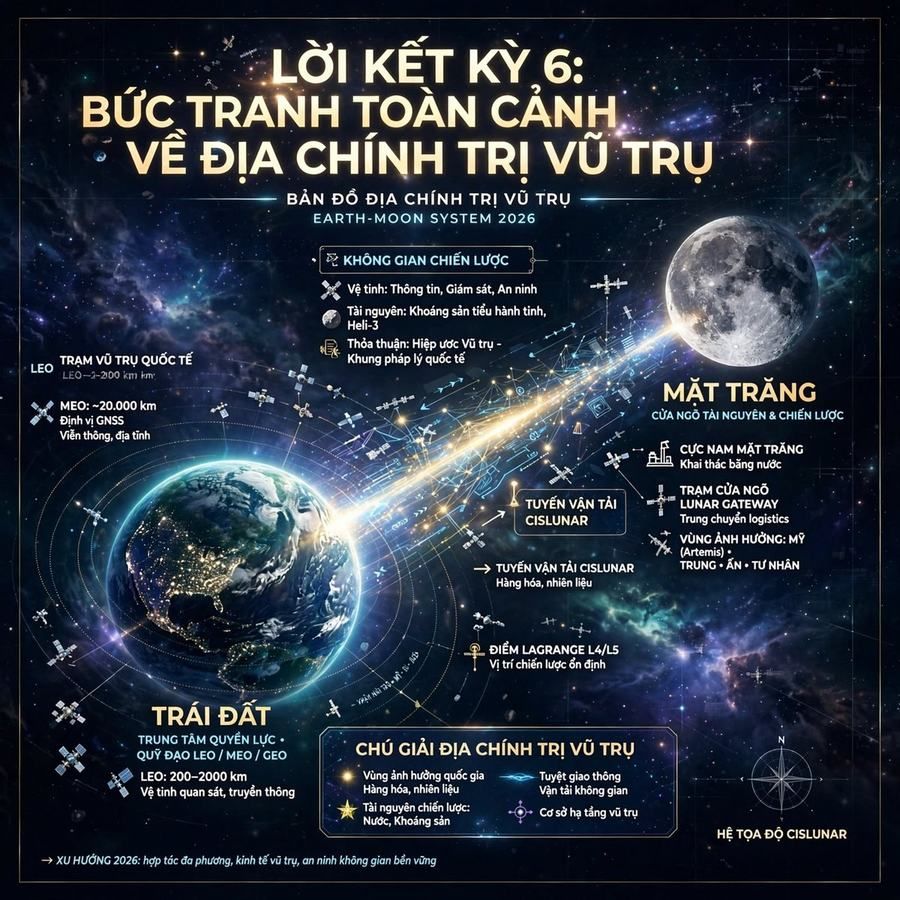 LỜI KẾT KỲ 6:
BỨC TRANH TOÀN CẢNH
VỀ ĐỊA CHÍNH TRỊ VŨ TRỤ
BẢN ĐỒ ĐỊA CHÍNH TRỊ VŨ TRỤ
EARTH-MOON SYSTEM 2026
KHÔNG GIAN CHIẾN LƯỢC
Vệ tinh: Thông tin, Giám sát, An ninh
Tài nguyên: Khoáng sản tiểu hành tinh,
Heli-3
Thỏa thuận: Hiệp ươc Vũ trụ -
Khung pháp lý quốc tế
LEO
TRẠM VŨ TRỤ QUỐC TẾ
MEO: ~20.000 km
Định vị GNSS
Viễn thông, địa tĩnh
MẶT TRĂNG
CỬA NGÕ TÀI NGUYÊN & CHIẾN LƯỢC
CỰC NAM MẶT TRĂNG
Khai thác băng nước
TRẠM CỬA NGÕ
LUNAR GATEWAY
Trung chuyển logistics
VÙNG ẢNH HƯỞNG: MỸ
(Artemis) •
TRUNG • ẤN • TƯ NHÂN
TUYẾN VẬN TẢI
CISLUNAR
→ TUYẾN VẬN TẢI CISLUNAR
Hàng hóa, nhiên liệu
ĐIỂM LAGRANGE L4/L5
Vị trí chiến lược ổn định
TRÁI ĐẤT
TRUNG TÂM QUYỀN LỰC •
QUỸ ĐẠO LEO / MEO / GEO
LEO: 200–2000 km
Vệ tinh quan sát, truyền thông
CHÚ GIẢI ĐỊA CHÍNH TRỊ VŨ TRỤ
Vùng ảnh hưởng quốc gia
Hàng hóa, nhiên liệu
Tài nguyên chiến lược:
Nước, Khoáng sản
Tuyệt giao thông
Vận tải không gian
Cơ sở hạ tầng vũ trụ
N
HỆ TỌA ĐỘ CISLUNAR
→ XU HƯỚNG 2026: hợp tác đa phương, kinh tế vũ trụ, an ninh không gian bền vững